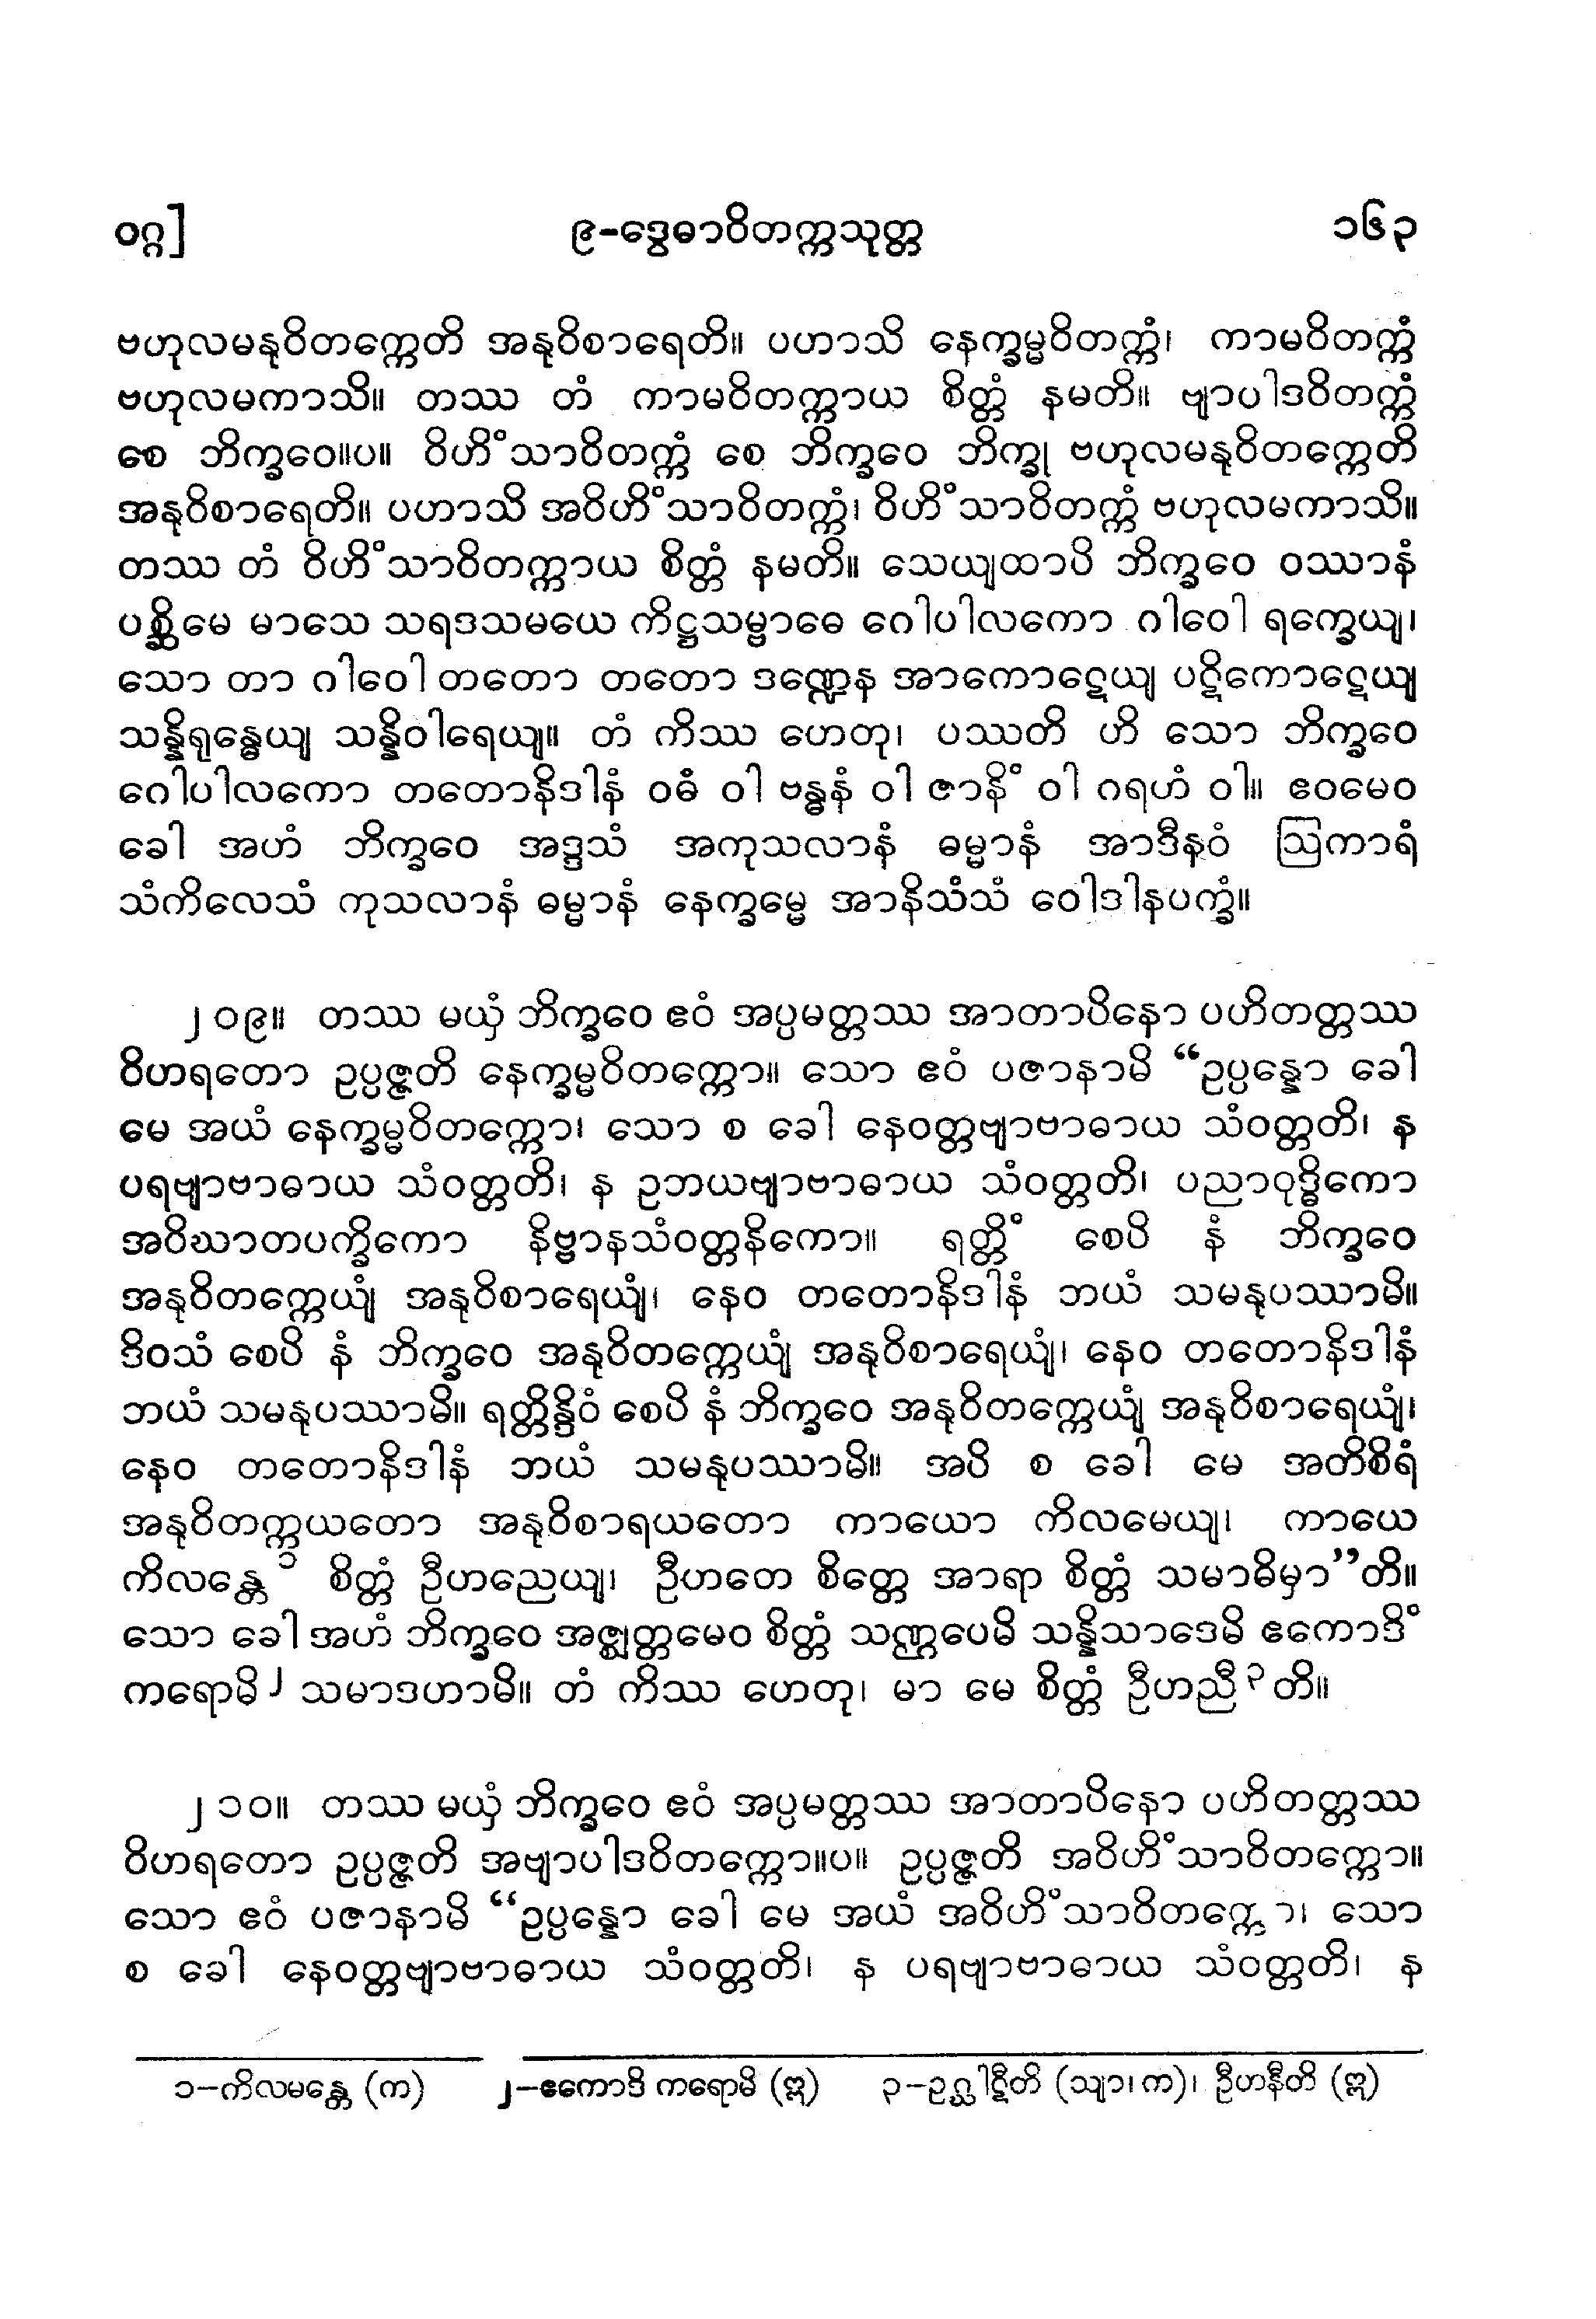 ဝဂ္ဂ] ၉-ဒွေဓာဝိတက္ကသုတ္တ ၁၆၃
ဗဟုလမနုဝိတက္ကေတိ အနုဝိစာရေတိ။ ပဟာသိ နေက္ခမ္မဝိတက္ကံ၊ ကာမဝိတက္ကံ
ဗဟုလမကာသိ။ တဿ တံ ကာမဝိတက္ကာယ စိတ္တံ နမတိ။ ဗျာပါဒဝိတက္ကံ
စေ ဘိက္ခဝေ။ပ။ ဝိဟိံသာဝိတက္ကံ စေ ဘိက္ခဝေ ဘိက္ခု ဗဟုလမနုဝိတက္ကေတိ
အနုဝိစာရေတိ။ ပဟာသိ အဝိဟိံသာဝိတက္ကံ၊ ဝိဟိံသာဝိတက္ကံ ဗဟုလမကာသိ။
တဿ တံ ဝိဟိံသာဝိတက္ကာယ စိတ္တံ နမတိ။ သေယျထာပိ ဘိက္ခဝေ ဝဿာနံ
ပစ္ဆိမေ မာသေ သရဒသမယေ ကိဋ္ဌသမ္ဗာဓေ ဂေါပါလကော ဂါဝေါ ရက္ခေယျ၊
သော တာ ဂါဝေါ တတော တတော ဒဏ္ဍေန အာကောဋေယျ ပဋိကောဋေယျ
သန္နိရုန္ဓေယျ သန္နိဝါရေယျ။ တံ ကိဿ ဟေတု၊ ပဿတိ ဟိ သော ဘိက္ခဝေ
ဂေါပါလကော တတောနိဒါနံ ဝဓံ ဝါ ဗန္ဓနံ ဝါ ဇာနိံ ဝါ ဂရဟံ ဝါ။ ဧဝမေဝ
ခေါ အဟံ ဘိက္ခဝေ အဒ္ဒသံ အကုသလာနံ ဓမ္မာနံ အာဒီနဝံ ဩကာရံ
သံကိလေသံ ကုသလာနံ ဓမ္မာနံ နေက္ခမ္မေ အာနိသံသံ ဝေါဒါနပက္ခံ။
၂၀၉။ တဿ မယှံ ဘိက္ခဝေ ဧဝံ အပ္ပမတ္တဿ အာတာပိနော ပဟိတတ္တဿ
ဝိဟရတော ဥပ္ပဇ္ဇတိ နေက္ခမ္မဝိတက္ကော။ သော ဧဝံ ပဇာနာမိ “ဥပ္ပန္နော ခေါ
မေ အယံ နေက္ခမ္မဝိတက္ကော၊ သော စ ခေါ နေဝတ္တဗျာဗာဓာယ သံဝတ္တတိ၊ န
ပရဗျာဗာဓာယ သံဝတ္တတိ၊ န ဥဘယဗျာဗာဓာယ သံဝတ္တတိ၊ ပညာဝုဒ္ဓိကော
အဝိဃာတပက္ခိကော နိဗ္ဗာနသံဝတ္တနိကော။ ရတ္တိံ စေပိ နံ ဘိက္ခဝေ
အနုဝိတက္ကေယျံ အနုဝိစာရေယျံ၊ နေဝ တတောနိဒါနံ ဘယံ သမနုပဿာမိ။
ဒိဝသံ စေပိ နံ ဘိက္ခဝေ အနုဝိတက္ကေယျံ အနုဝိစာရေယျံ၊ နေဝ တတောနိဒါနံ
ဘယံ သမနုပဿာမိ။ ရတ္တိန္ဒိဝံ စေပိ နံ ဘိက္ခဝေ အနုဝိတက္ကေယျံ အနုဝိစာရေယျံ၊
နေဝ တတောနိဒါနံ ဘယံ သမနုပဿာမိ။ အပိ စ ခေါ မေ အတိစိရံ
အနုဝိတက္ကယတော အနုဝိစာရယတော ကာယော ကိလမေယျ၊ ကာယေ
ကိလန္တေ ၁ စိတ္တံ ဦဟညေယျ၊ ဦဟတေ စိတ္တေ အာရာ စိတ္တံ သမာဓိမှာ”တိ။
သော ခေါ အဟံ ဘိက္ခဝေ အဇ္ဈတ္တမေဝ စိတ္တံ သဏ္ဌပေမိ သန္နိသာဒေမိ ဧကောဒိံ
ကရောမိ ၂ သမာဒဟာမိ။ တံ ကိဿ ဟေတု၊ မာ မေ စိတ္တံ ဦဟညီ ၃ တိ။
၂၁၀။ တဿ မယှံ ဘိက္ခဝေ ဧဝံ အပ္ပမတ္တဿ အာတာပိနော ပဟိတတ္တဿ
ဝိဟရတော ဥပ္ပဇ္ဇတိ အဗျာပါဒဝိတက္ကော။ပ။ ဥပ္ပဇ္ဇတိ အဝိဟိံသာဝိတက္ကော။
သော ဧဝံ ပဇာနာမိ “ဥပ္ပန္နော ခေါ မေ အယံ အဝိဟိံသာဝိတက္ကော၊ သော
စ ခေါ နေဝတ္တဗျာဗာဓာယ သံဝတ္တတိ၊ န ပရဗျာဗာဓာယ သံဝတ္တတိ၊ န
၁-ကိလမန္တေ (က) ၂-ဧကောဒိ ကရောမိ (ဣ) ၃-ဥဂ္ဃါဋီတိ (သျာ၊ က)၊ ဦဟနီတိ (ဣ)